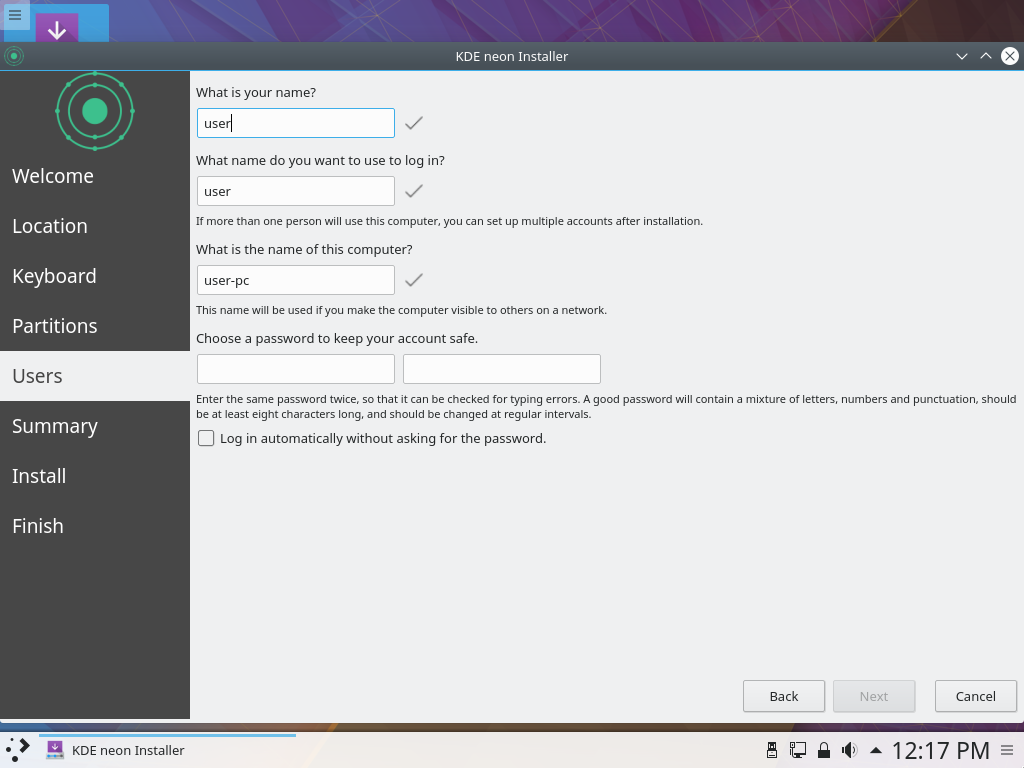 KDE neon Installer
What is your name?
user
What name do you want to use to log in?
user
If more than one person will use this computer, you can set up multiple accounts after installation.
What is the name of this computer?
user-pc
This name will be used if you make the computer visible to others on a network.
Choose a password to keep your account safe.
Enter the same password twice, so that it can be checked for typing errors. A good password will contain a mixture of letters, numbers and punctuation, should
be at least eight characters long, and should be changed at regular intervals.
Log in automatically without asking for the password.
Welcome
Location
Keyboard
Partitions
Users
Summary
Install
Finish
Back
Next
Cancel
KDE neon Installer
12:17 PM